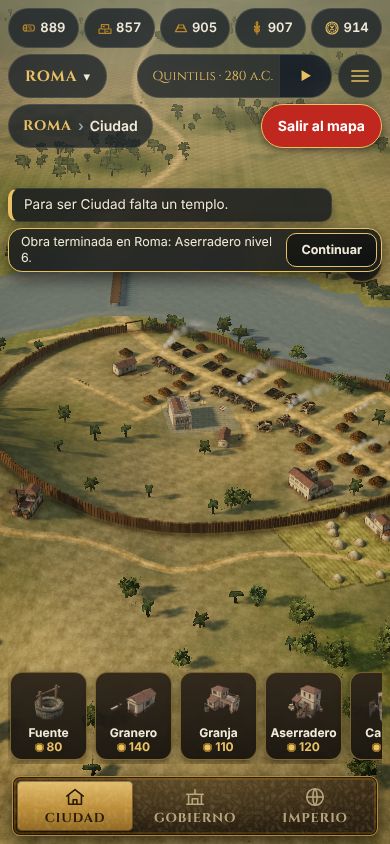 889 857 905 907 914
ROMA ▾ QUINTILIS · 280 A.C.
ROMA › Ciudad Salir al mapa
Para ser Ciudad falta un templo.
Obra terminada en Roma: Aserradero nivel
6.
Continuar
Fuente Granero Granja Aserradero Ca
80 140 110 120
CIUDAD GOBIERNO IMPERIO